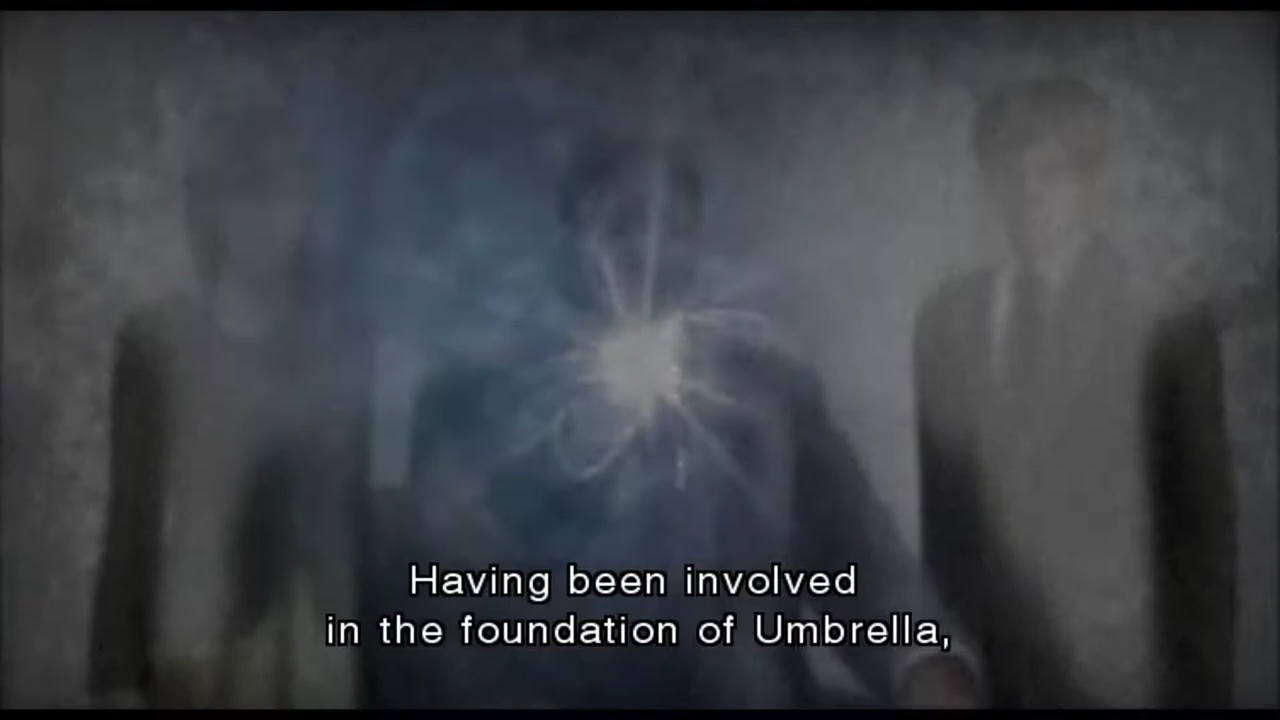 Having been involved
in the foundation of Umbrella,